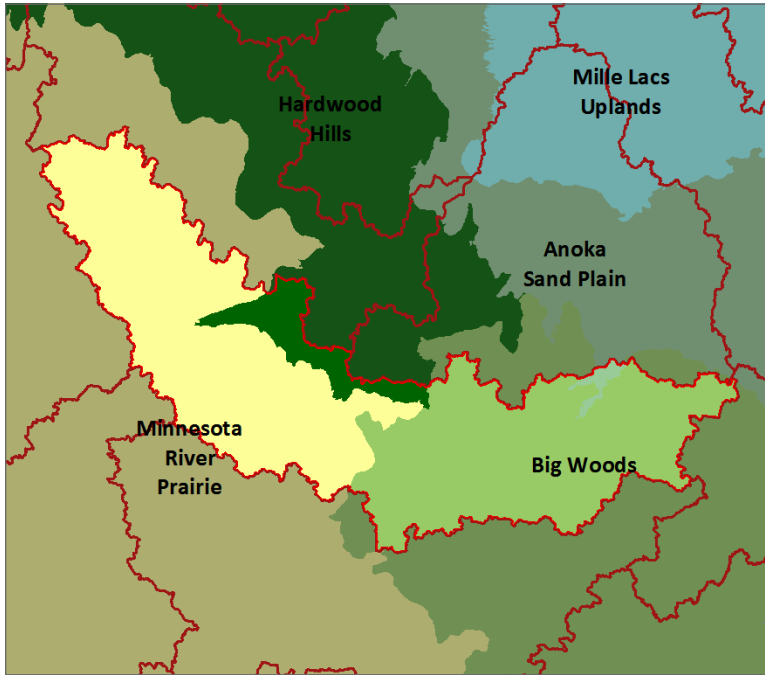 Hardwood
Hills
Mille Lacs
Uplands
Anoka
Sand Plain
Minnesota
River
Prairie
Big Woods